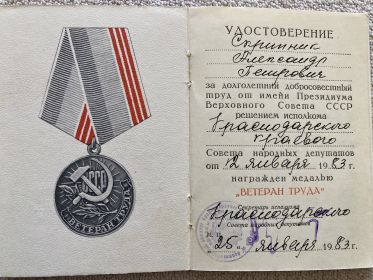 СССР
ВЕТЕРАН ТРУДА
УДОСТОВЕРЕНИЕ
Скрипник
Александр
Петрович
за долголетний добросовестный
труд от имени Президиума
Верховного Совета СССР
решением исполкома
Краснодарского
краевого
Совета народных депутатов
от 12 января 1983 г.
награжден медалью
"ВЕТЕРАН ТРУДА"
Секретарь исполкома
Краснодарского
Совета народных депутатов
25 января 1983 г.